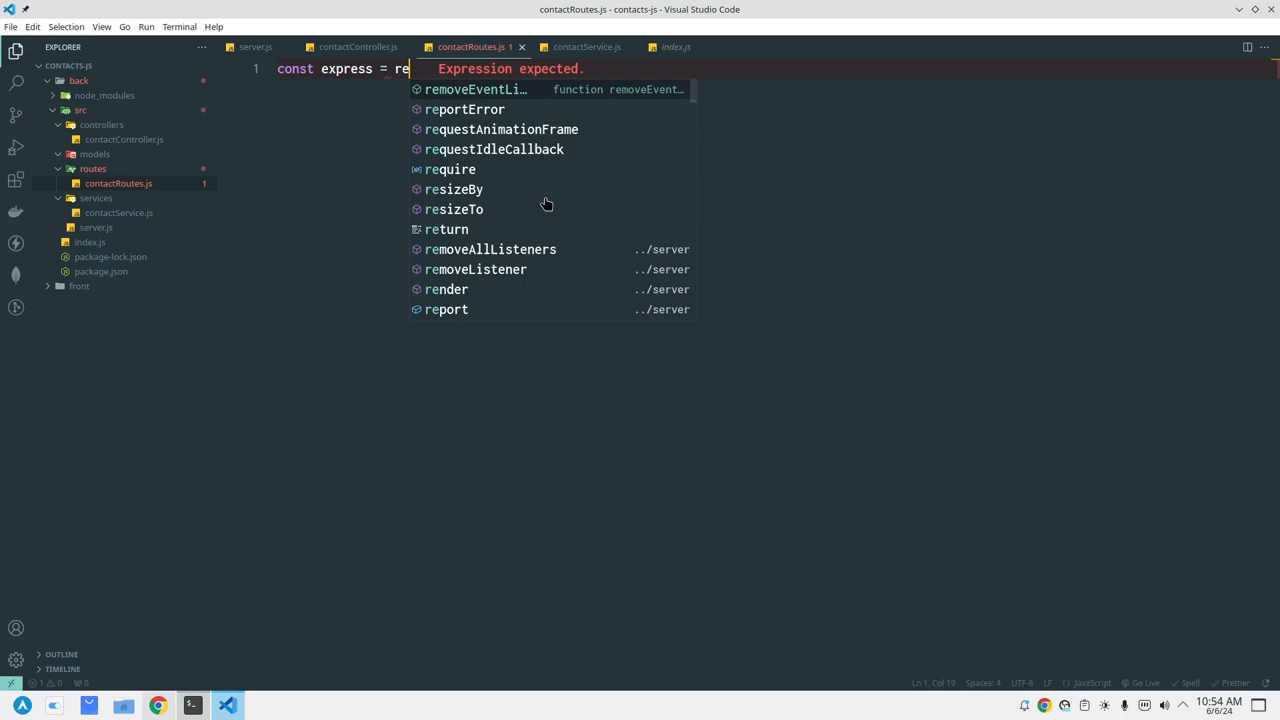 contactRoutes.js - contacts-js - Visual Studio Code
File Edit Selection View Go Run Terminal Help
EXPLORER
server.js contactController.js contactRoutes.js 1 contactService.js index.js
CONTACTS-JS
back
node_modules
src
controllers
contactController.js
models
routes
contactRoutes.js 1
services
contactService.js
server.js
index.js
package-lock.json
package.json
front
1 const express = re Expression expected.
removeEventLi… function removeEvent…
reportError
requestAnimationFrame
requestIdleCallback
require
resizeBy
resizeTo
return
removeAllListeners ../server
removeListener ../server
render ../server
report ../server
OUTLINE
TIMELINE
1 0 0 Ln 1, Col 19 Spaces: 4 UTF-8 LF {} JavaScript Go Live Spell Prettier
10:54 AM
6/6/24